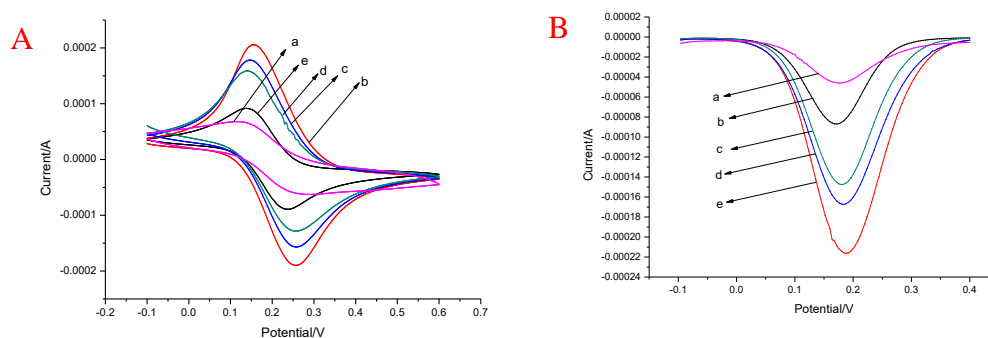 A
0.0002
0.0001
0.0000
-0.0001
-0.0002
Current/A
-0.2
-0.1
0.0
0.1
0.2
0.3
0.4
0.5
0.6
0.7
Potential/V
a
e
d
c
b
B
0.00000
-0.00002
-0.00004
-0.00006
-0.00008
-0.00010
-0.00012
-0.00014
-0.00016
-0.00018
-0.00020
-0.00022
-0.00024
Current/A
-0.1
0.0
0.1
0.2
0.3
0.4
Potential/V
a
b
c
d
e